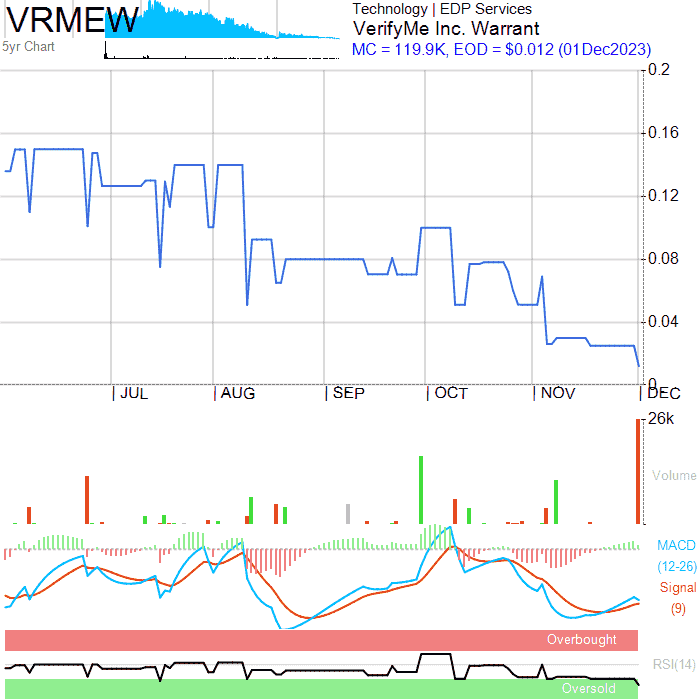 VRMEW
Technology | EDP Services
VerifyMe Inc. Warrant
5yr Chart
MC = 119.9K, EOD = $0.012 (01Dec2023)
0.2
0.16
0.12
0.08
0.04
0
JUL AUG SEP OCT NOV DEC
26k
Volume
MACD
(12-26)
Signal
(9)
Overbought
RSI(14)
Oversold